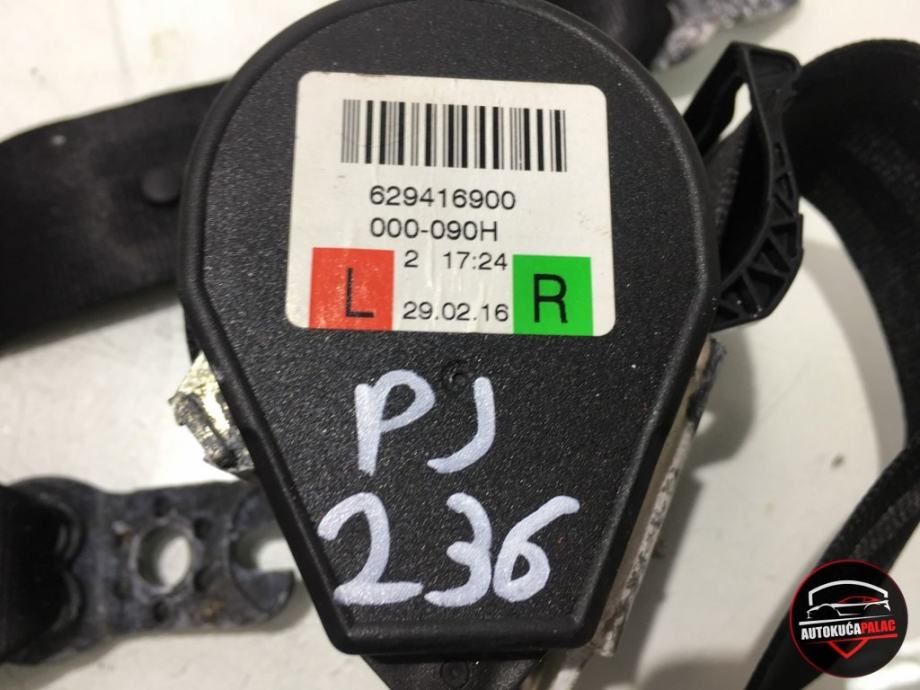 629416900
000-090H
2 17:24
L 29.02.16 R
PJ
236
AUTOKUĆAPALAC